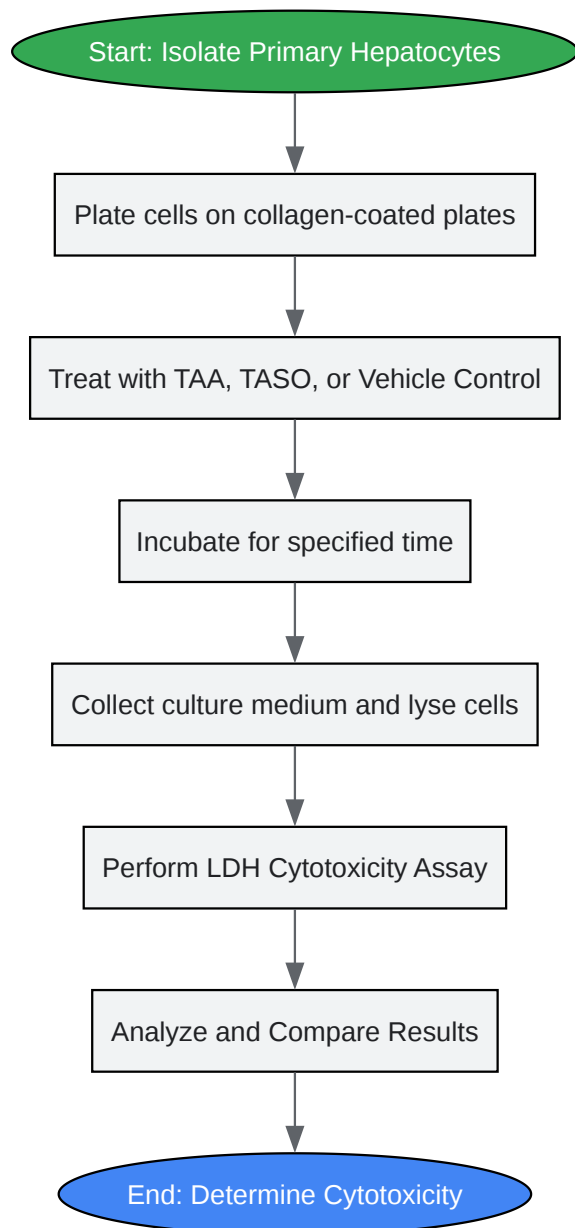 Start: Isolate Primary Hepatocytes
Plate cells on collagen-coated plates
Treat with TAA, TASO, or Vehicle Control
Incubate for specified time
Collect culture medium and lyse cells
Perform LDH Cytotoxicity Assay
Analyze and Compare Results
End: Determine Cytotoxicity